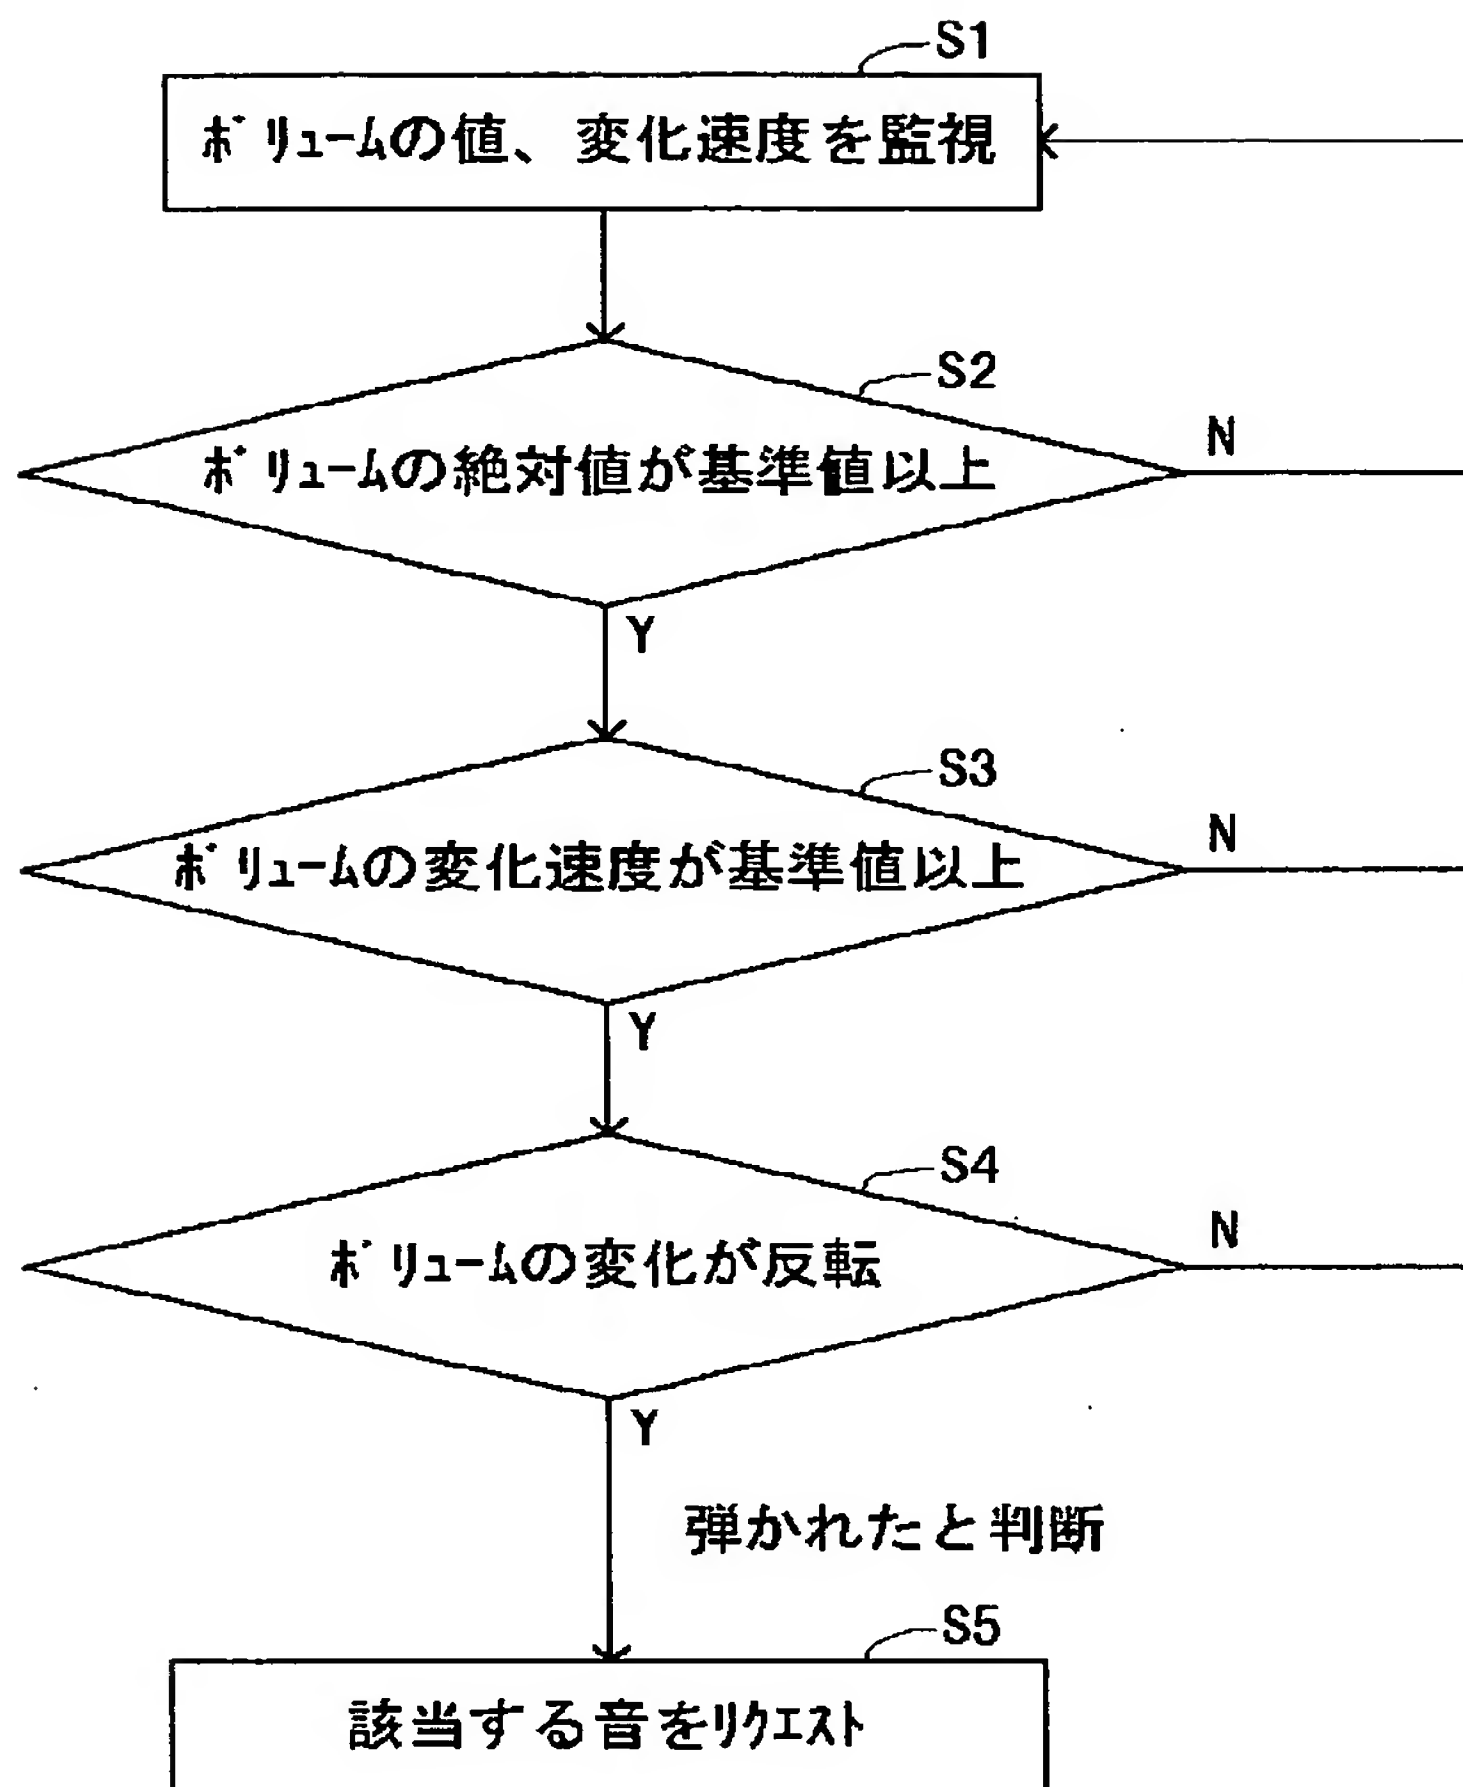 S1
ﾎﾞﾘｭｰﾑの値、変化速度を監視
S2
ﾎﾞﾘｭｰﾑの絶対値が基準値以上
N
Y
S3
ﾎﾞﾘｭｰﾑの変化速度が基準値以上
N
Y
S4
ﾎﾞﾘｭｰﾑの変化が反転
N
Y
弾かれたと判断
S5
該当する音をﾘｸｴｽﾄ